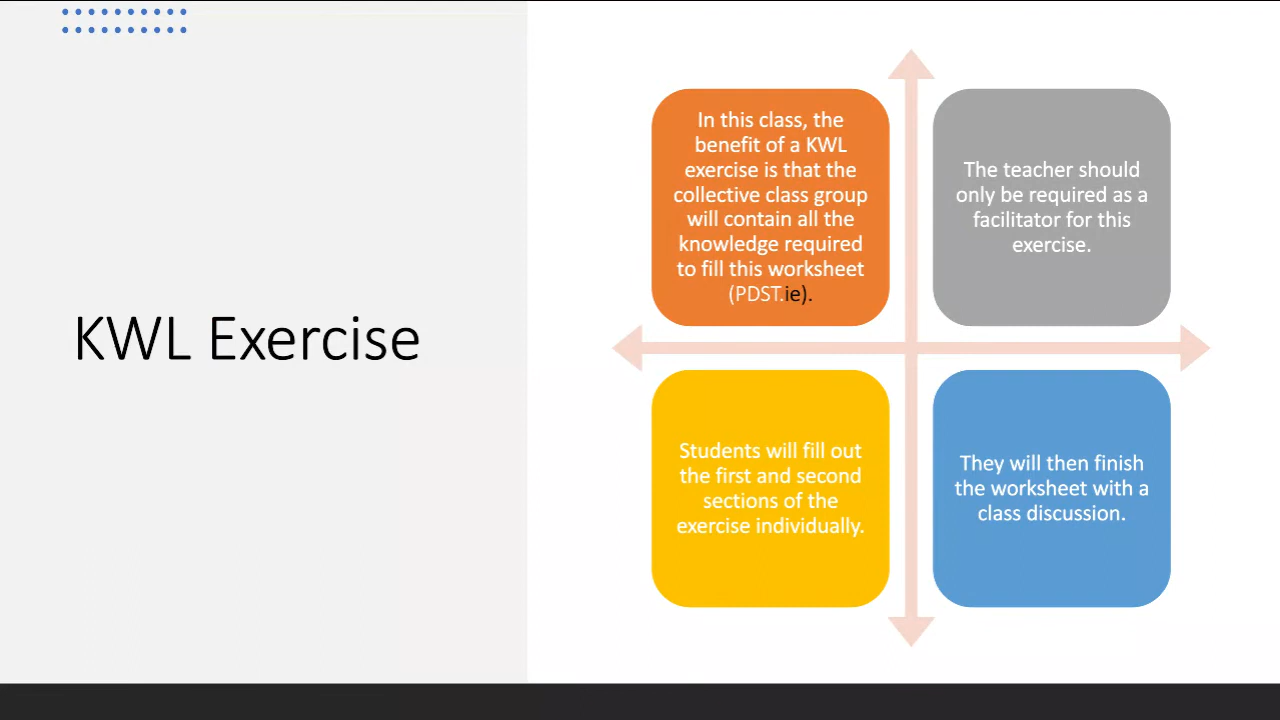 KWL Exercise
In this class, the
benefit of a KWL
exercise is that the
collective class group
will contain all the
knowledge required
to fill this worksheet
(PDST.ie).
The teacher should
only be required as a
facilitator for this
exercise.
Students will fill out
the first and second
sections of the
exercise individually.
They will then finish
the worksheet with a
class discussion.